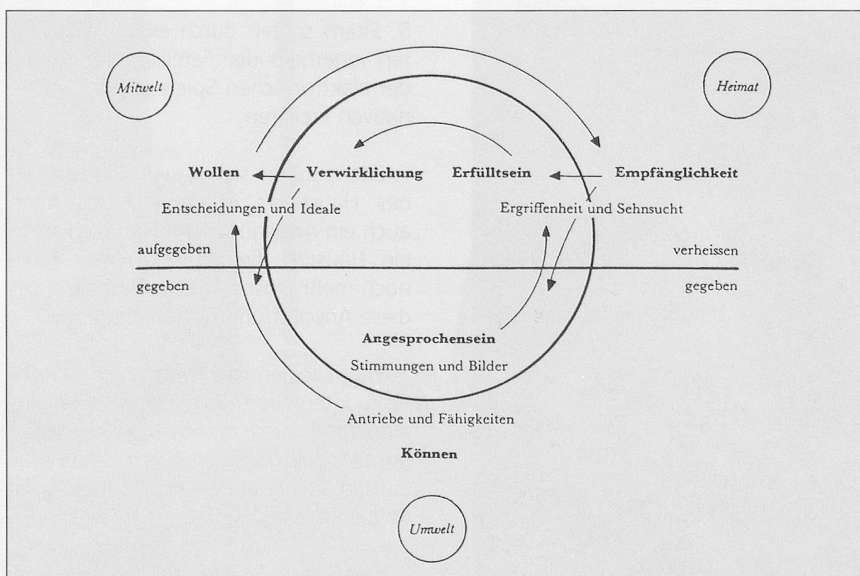 Mitwelt
Heimat
Wollen
Verwirklichung
Erfülltsein
Empfänglichkeit
Entscheidungen und Ideale
Ergriffenheit und Sehnsucht
aufgegeben
verheissen
gegeben
gegeben
Angesprochensein
Stimmungen und Bilder
Antriebe und Fähigkeiten
Können
Umwelt